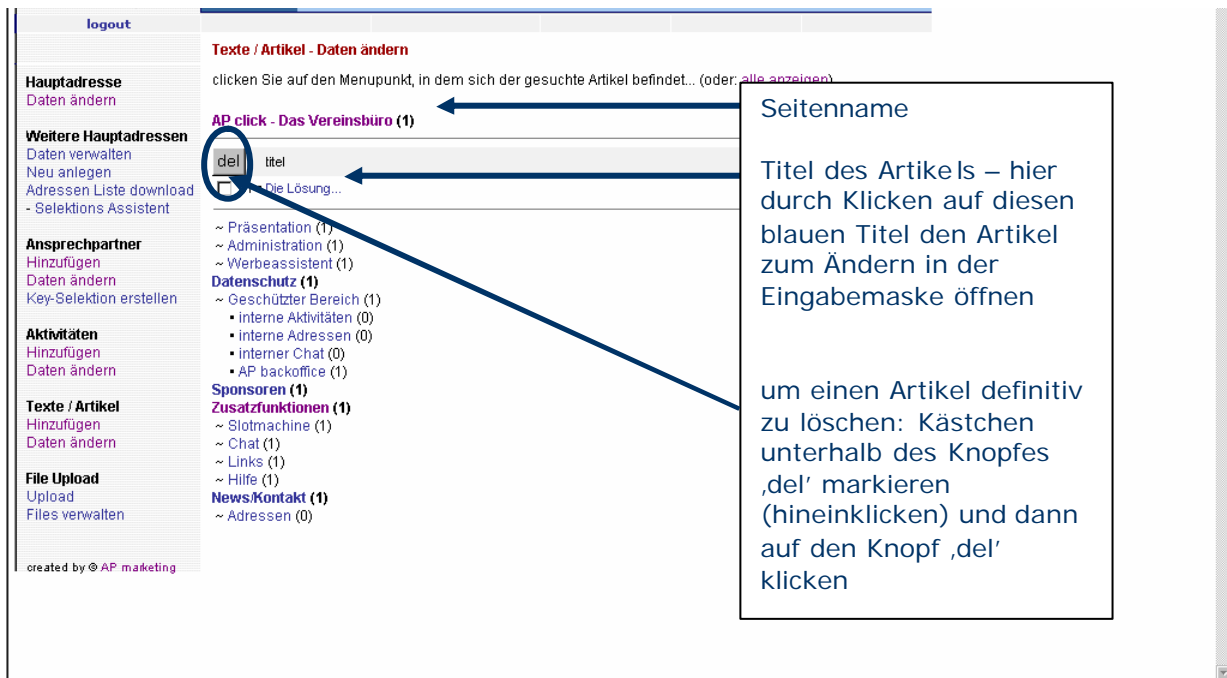 logout
Hauptadresse
Daten ändern
Weitere Hauptadressen
Daten verwalten
Neu anlegen
Adressen Liste download
- Selektions Assistent
Ansprechpartner
Hinzufügen
Daten ändern
Key-Selektion erstellen
Aktivitäten
Hinzufügen
Daten ändern
Texte / Artikel
Hinzufügen
Daten ändern
File Upload
Upload
Files verwalten
created by © AP marketing
Texte / Artikel - Daten ändern
clicken Sie auf den Menupunkt, in dem sich der gesuchte Artikel befindet... (oder: alle anzeigen)
AP click - Das Vereinsbüro (1)
del titel
Die Lösung...
~ Präsentation (1)
~ Administration (1)
~ Werbeassistent (1)
Datenschutz (1)
~ Geschützter Bereich (1)
▪ interne Aktivitäten (0)
▪ interne Adressen (0)
▪ interner Chat (0)
▪ AP backoffice (1)
Sponsoren (1)
Zusatzfunktionen (1)
~ Slotmachine (1)
~ Chat (1)
~ Links (1)
~ Hilfe (1)
News/Kontakt (1)
~ Adressen (0)
Seitenname
Titel des Artikels – hier
durch Klicken auf diesen
blauen Titel den Artikel
zum Ändern in der
Eingabemaske öffnen
um einen Artikel definitiv
zu löschen: Kästchen
unterhalb des Knopfes
‚del’ markieren
(hineinklicken) und dann
auf den Knopf ‚del’
klicken